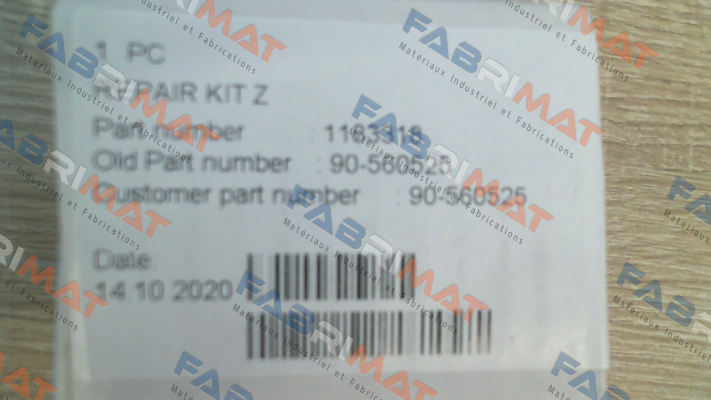 1 PC
REPAIR KIT Z
Part number : 1183318
Old Part number : 90-560525
Customer part number : 90-560525
Date
14.10.2020
FABRIMAT
Materiaux Industriel et Fabrications